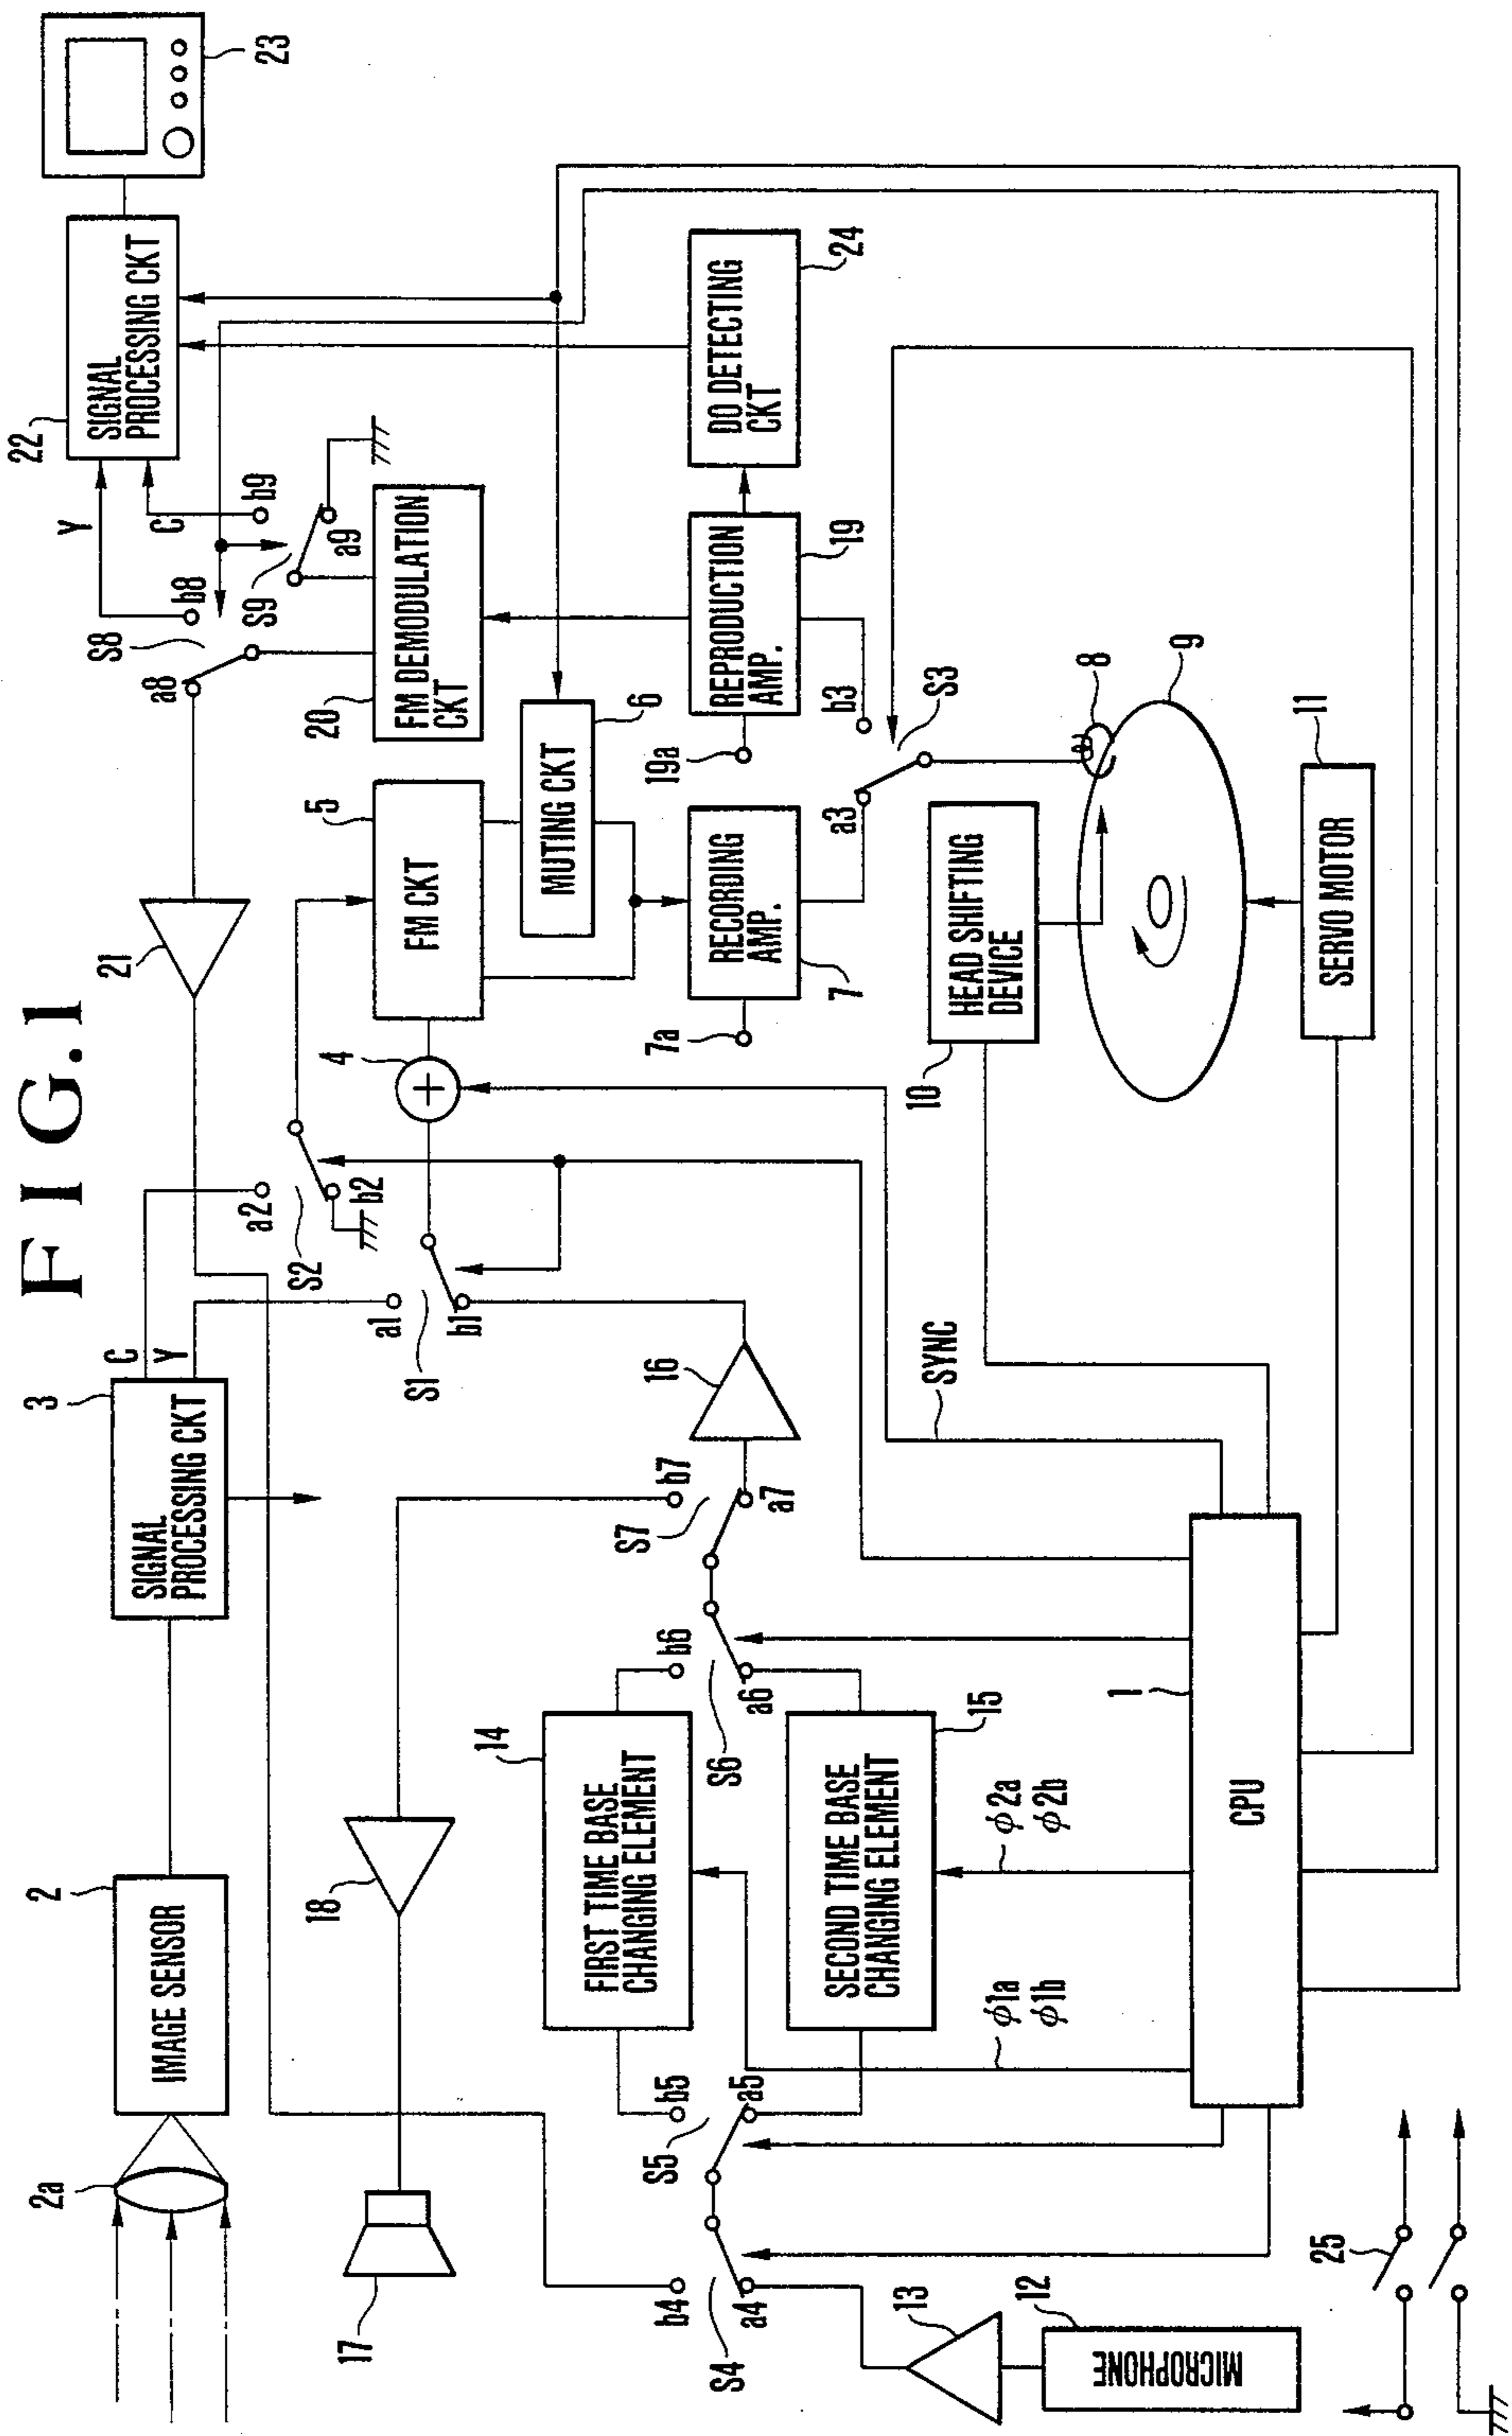 FIG.1
2a
2
IMAGE SENSOR
3
SIGNAL
PROCESSING CKT
C
Y
21
a8
S8
b8
Y
C
22
SIGNAL
PROCESSING CKT
23
17
18
a2
S2
b2
a1
S1
b1
4
5
FM CKT
20
FM DEMODULATION
CKT
S9
a9
b9
14
FIRST TIME BASE
CHANGING ELEMENT
b6
S6
a6
S7
b7
a7
16
MUTING CKT
6
b4
S4
a4
S5
b5
a5
SECOND TIME BASE
CHANGING ELEMENT
15
7a
RECORDING
AMP.
7
19a
REPRODUCTION
AMP.
19
DO DETECTING
CKT
24
a3
b3
S3
13
12
MICROPHONE
ϕ1a
ϕ1b
ϕ2a
ϕ2b
SYNC
10
HEAD SHIFTING
DEVICE
8
9
1
CPU
SERVO MOTOR
11
25